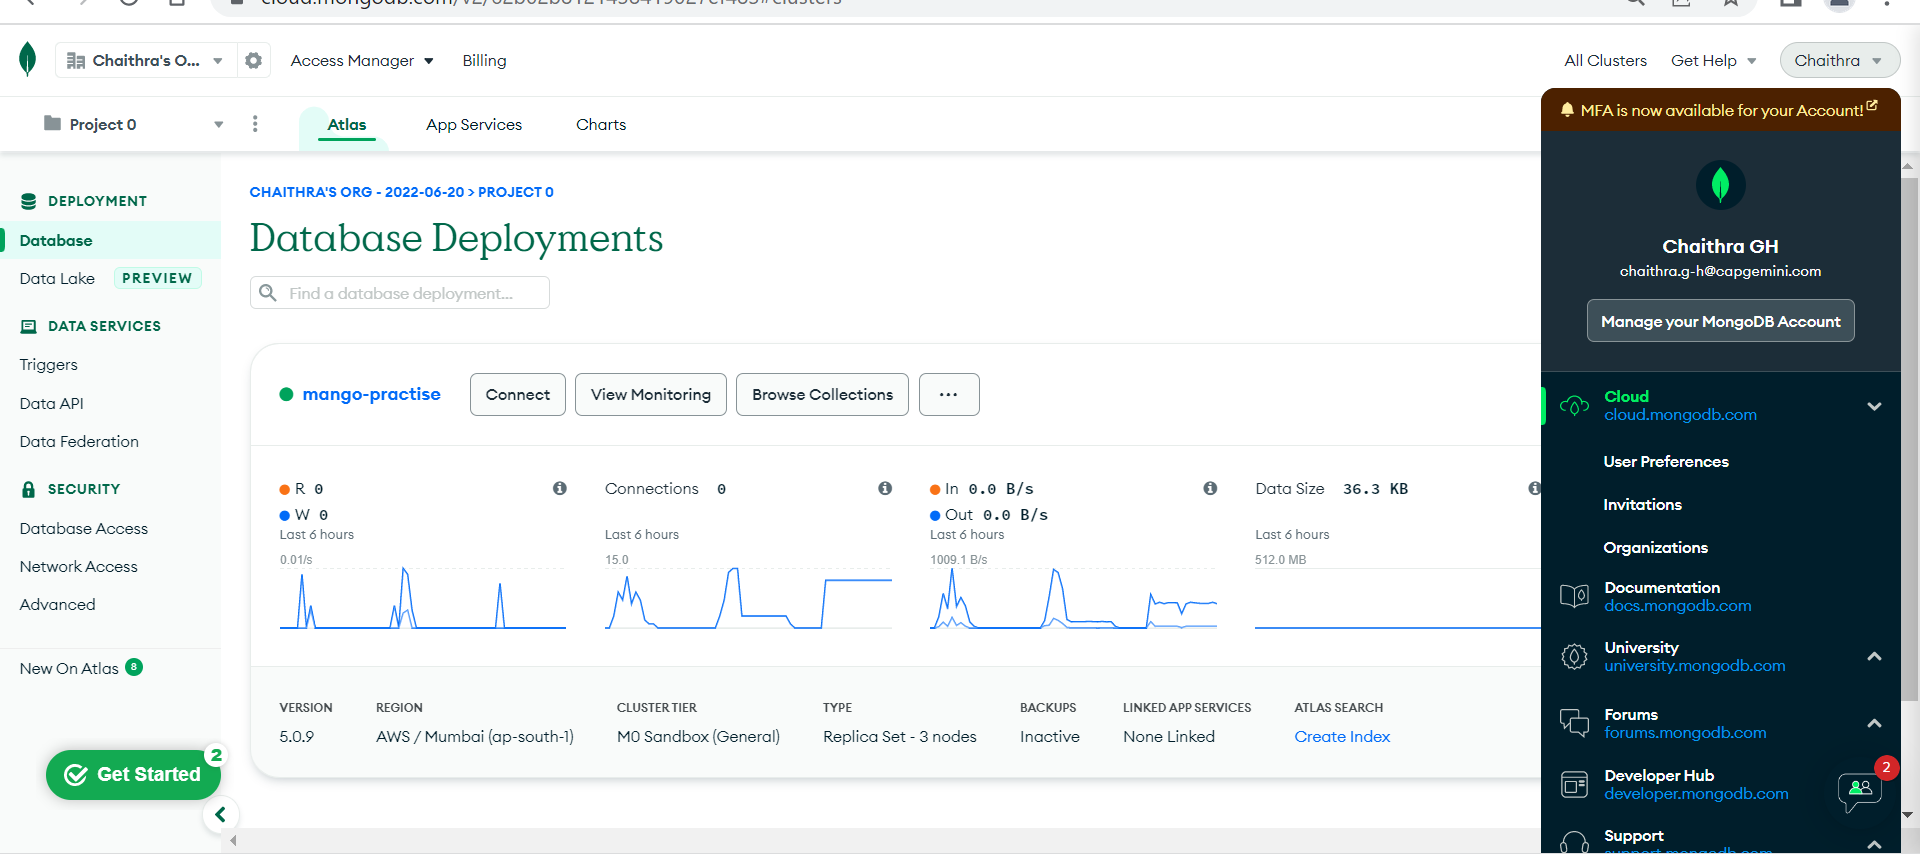 Chaithra's O...
Access Manager
Billing
All Clusters
Get Help
Chaithra
Project 0
Atlas
App Services
Charts
MFA is now available for your Account!
DEPLOYMENT
Database
Data Lake PREVIEW
DATA SERVICES
Triggers
Data API
Data Federation
SECURITY
Database Access
Network Access
Advanced
New On Atlas 8
Get Started 2
CHAITHRA'S ORG - 2022-06-20 > PROJECT 0
Database Deployments
Find a database deployment...
mango-practise
Connect
View Monitoring
Browse Collections
...
R 0
W 0
Last 6 hours
0.01/s
Connections 0
Last 6 hours
15.0
In 0.0 B/s
Out 0.0 B/s
Last 6 hours
1009.1 B/s
Data Size 36.3 KB
Last 6 hours
512.0 MB
VERSION
5.0.9
REGION
AWS / Mumbai (ap-south-1)
CLUSTER TIER
M0 Sandbox (General)
TYPE
Replica Set - 3 nodes
BACKUPS
Inactive
LINKED APP SERVICES
None Linked
ATLAS SEARCH
Create Index
Chaithra GH
chaithra.g-h@capgemini.com
Manage your MongoDB Account
Cloud
cloud.mongodb.com
User Preferences
Invitations
Organizations
Documentation
docs.mongodb.com
University
university.mongodb.com
Forums
forums.mongodb.com
Developer Hub
developer.mongodb.com
2
Support